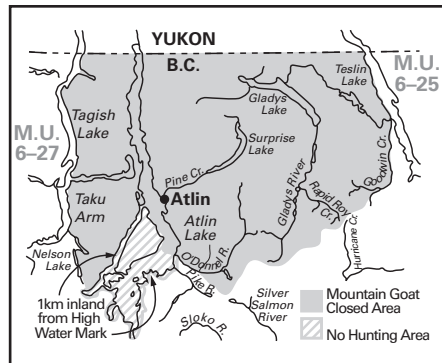 YUKON
B.C.
M.U.
6–25
M.U.
6–27
Teslin
Lake
Gladys
Lake
Tagish
Lake
Surprise
Lake
Pine Cr.
Goodwin Cr.
Gladys River
Rapid Roy
Cr.
Atlin
Taku
Arm
Atlin
Lake
Hurricane Cr.
O'Donnel R.
Nelson
Lake
Pike R.
1km inland
from High
Water Mark
Silver
Salmon
River
Sloko R.
Mountain Goat
Closed Area
No Hunting Area